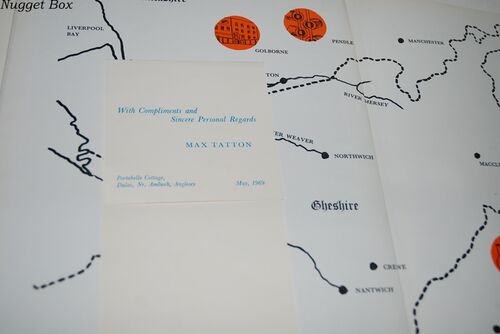 Nugget Box
LIVERPOOL
BAY
GOLBORNE
PENDLE
MANCHESTER
TON
RIVER MERSEY
With Compliments and
Sincere Personal Regards
MAX TATTON
Portobello Cottage,
Dulas, Nr. Amlwch, Anglesey
May, 1969
ER WEAVER
NORTHWICH
MACCL
Cheshire
CREWE
NANTWICH